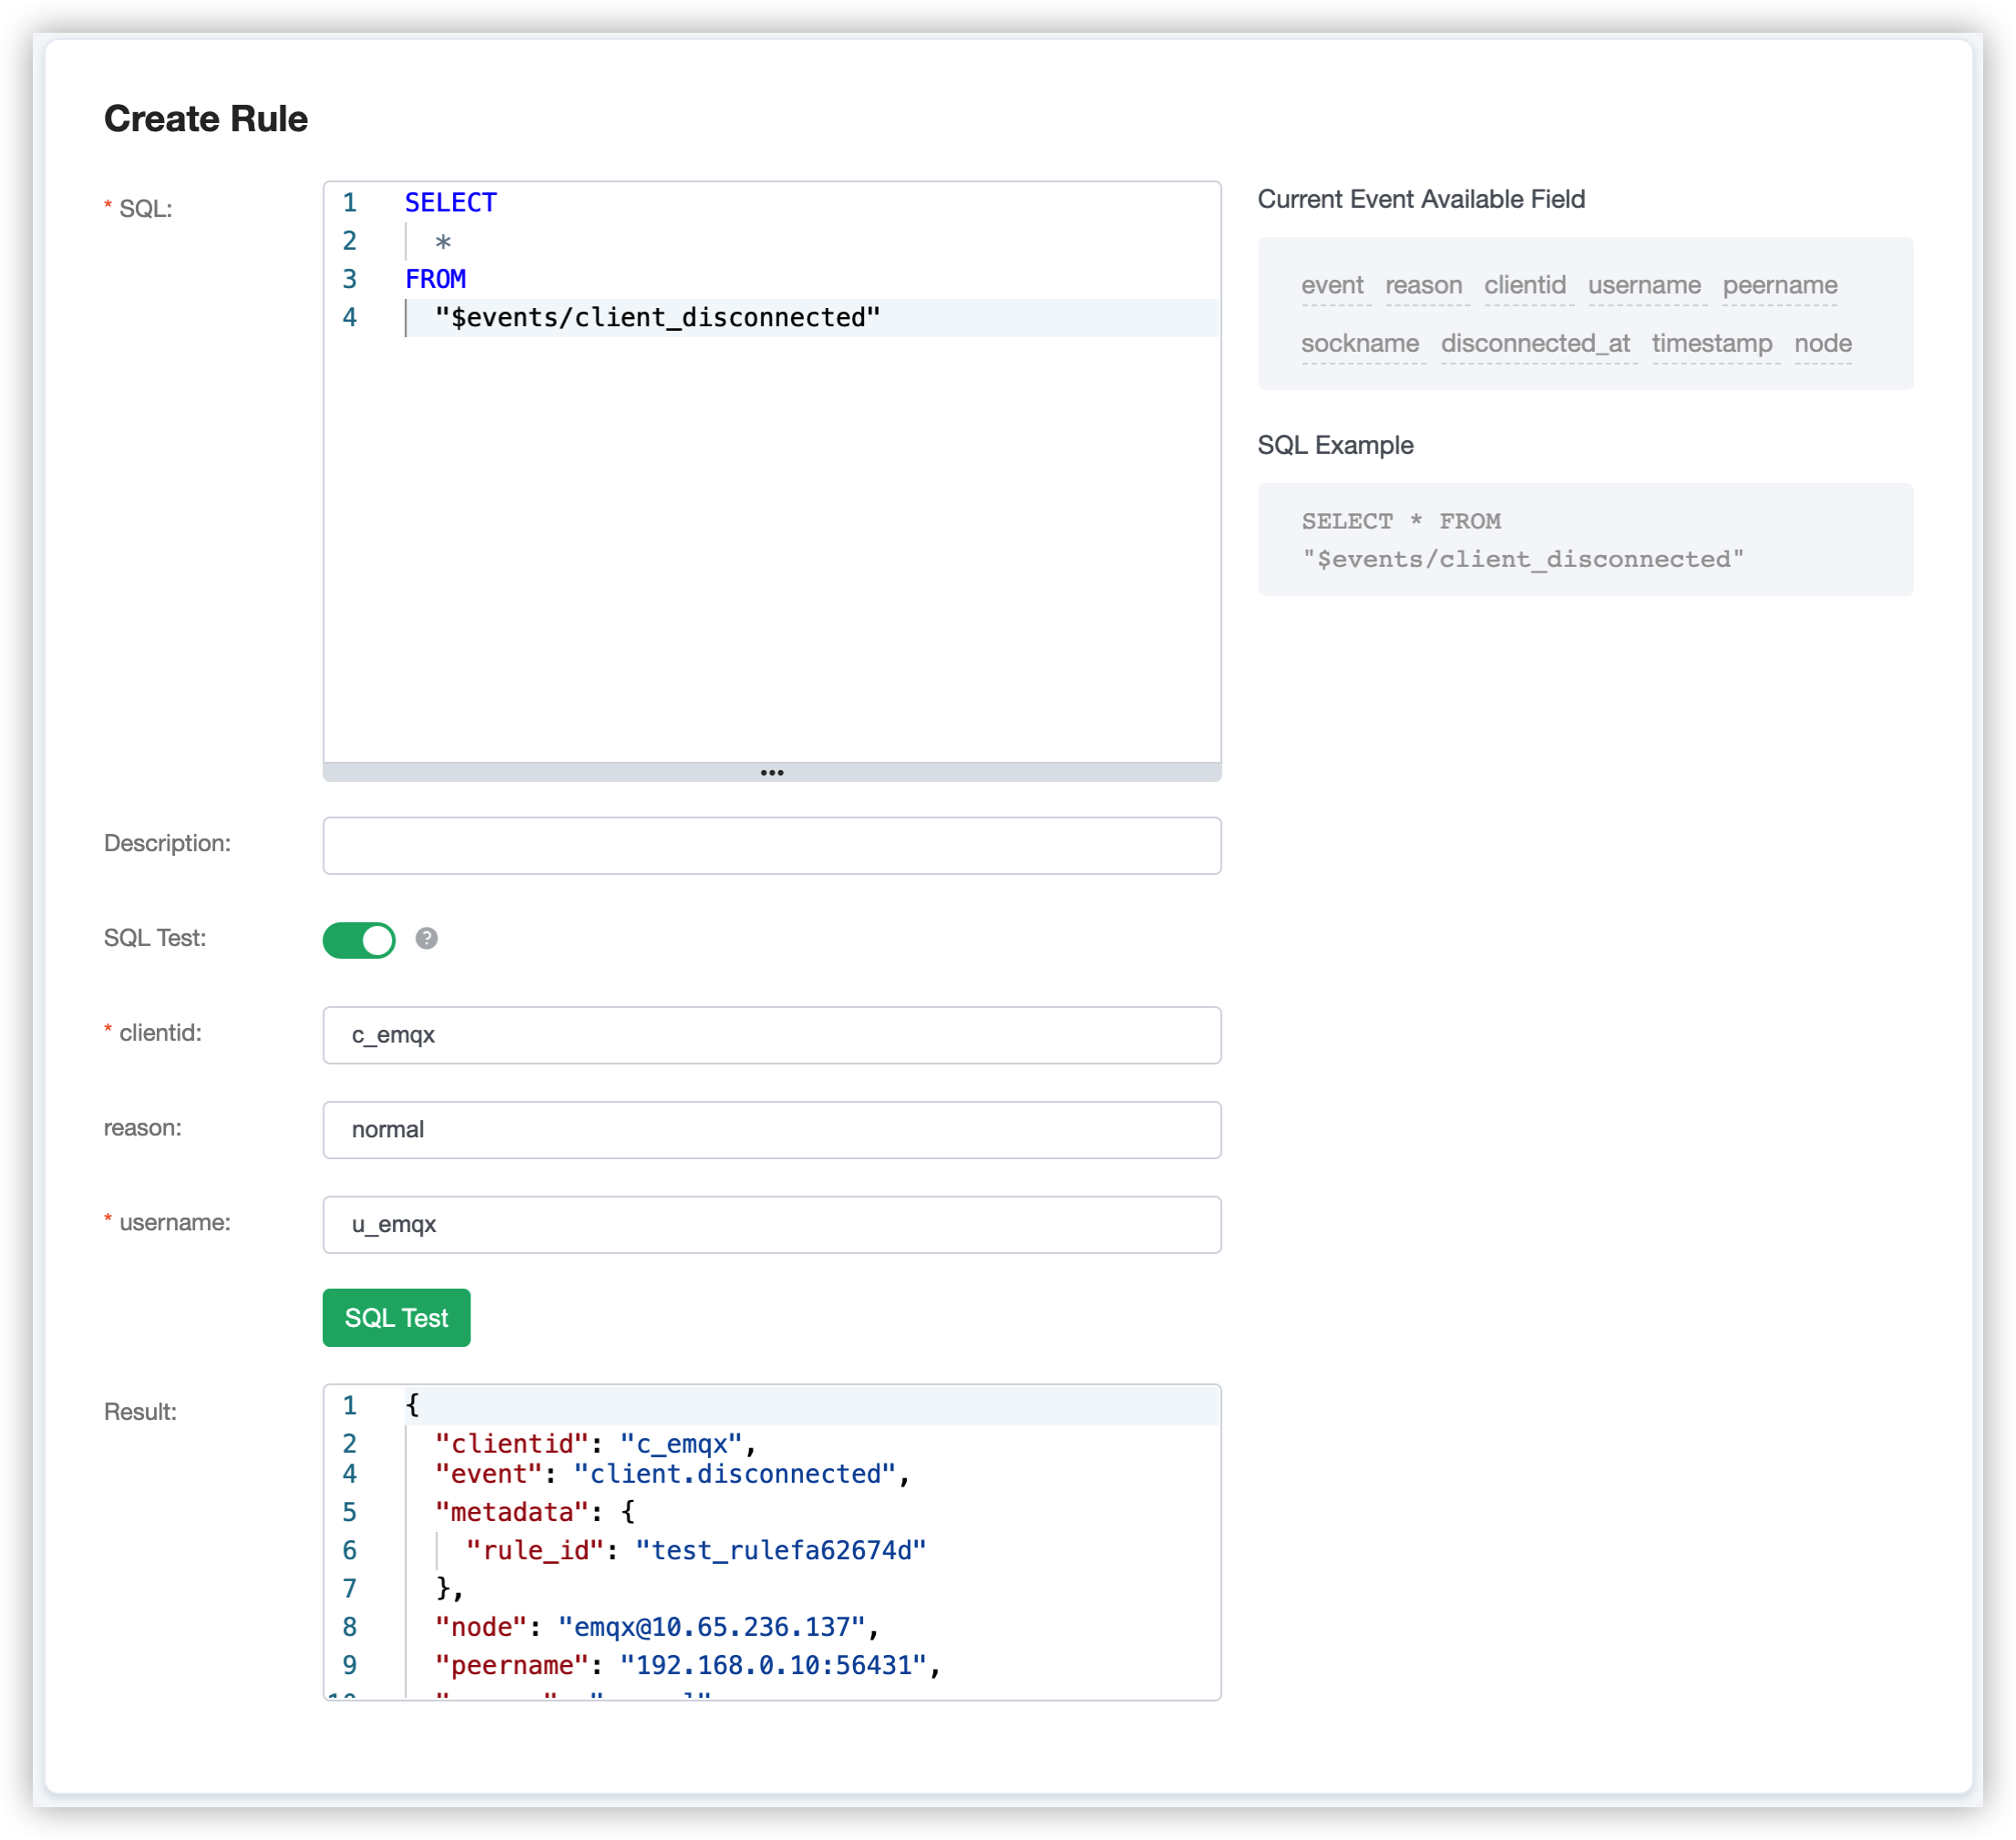 Create Rule
* SQL:
1 SELECT
2 *
3 FROM
4 "$events/client_disconnected"
•••
Current Event Available Field
event reason clientid username peername
sockname disconnected_at timestamp node
SQL Example
SELECT * FROM
"$events/client_disconnected"
Description:
SQL Test: ?
* clientid: c_emqx
reason: normal
* username: u_emqx
SQL Test
Result:
1 {
2 "clientid": "c_emqx",
4 "event": "client.disconnected",
5 "metadata": {
6 "rule_id": "test_rulefa62674d"
7 },
8 "node": "emqx@10.65.236.137",
9 "peername": "192.168.0.10:56431",